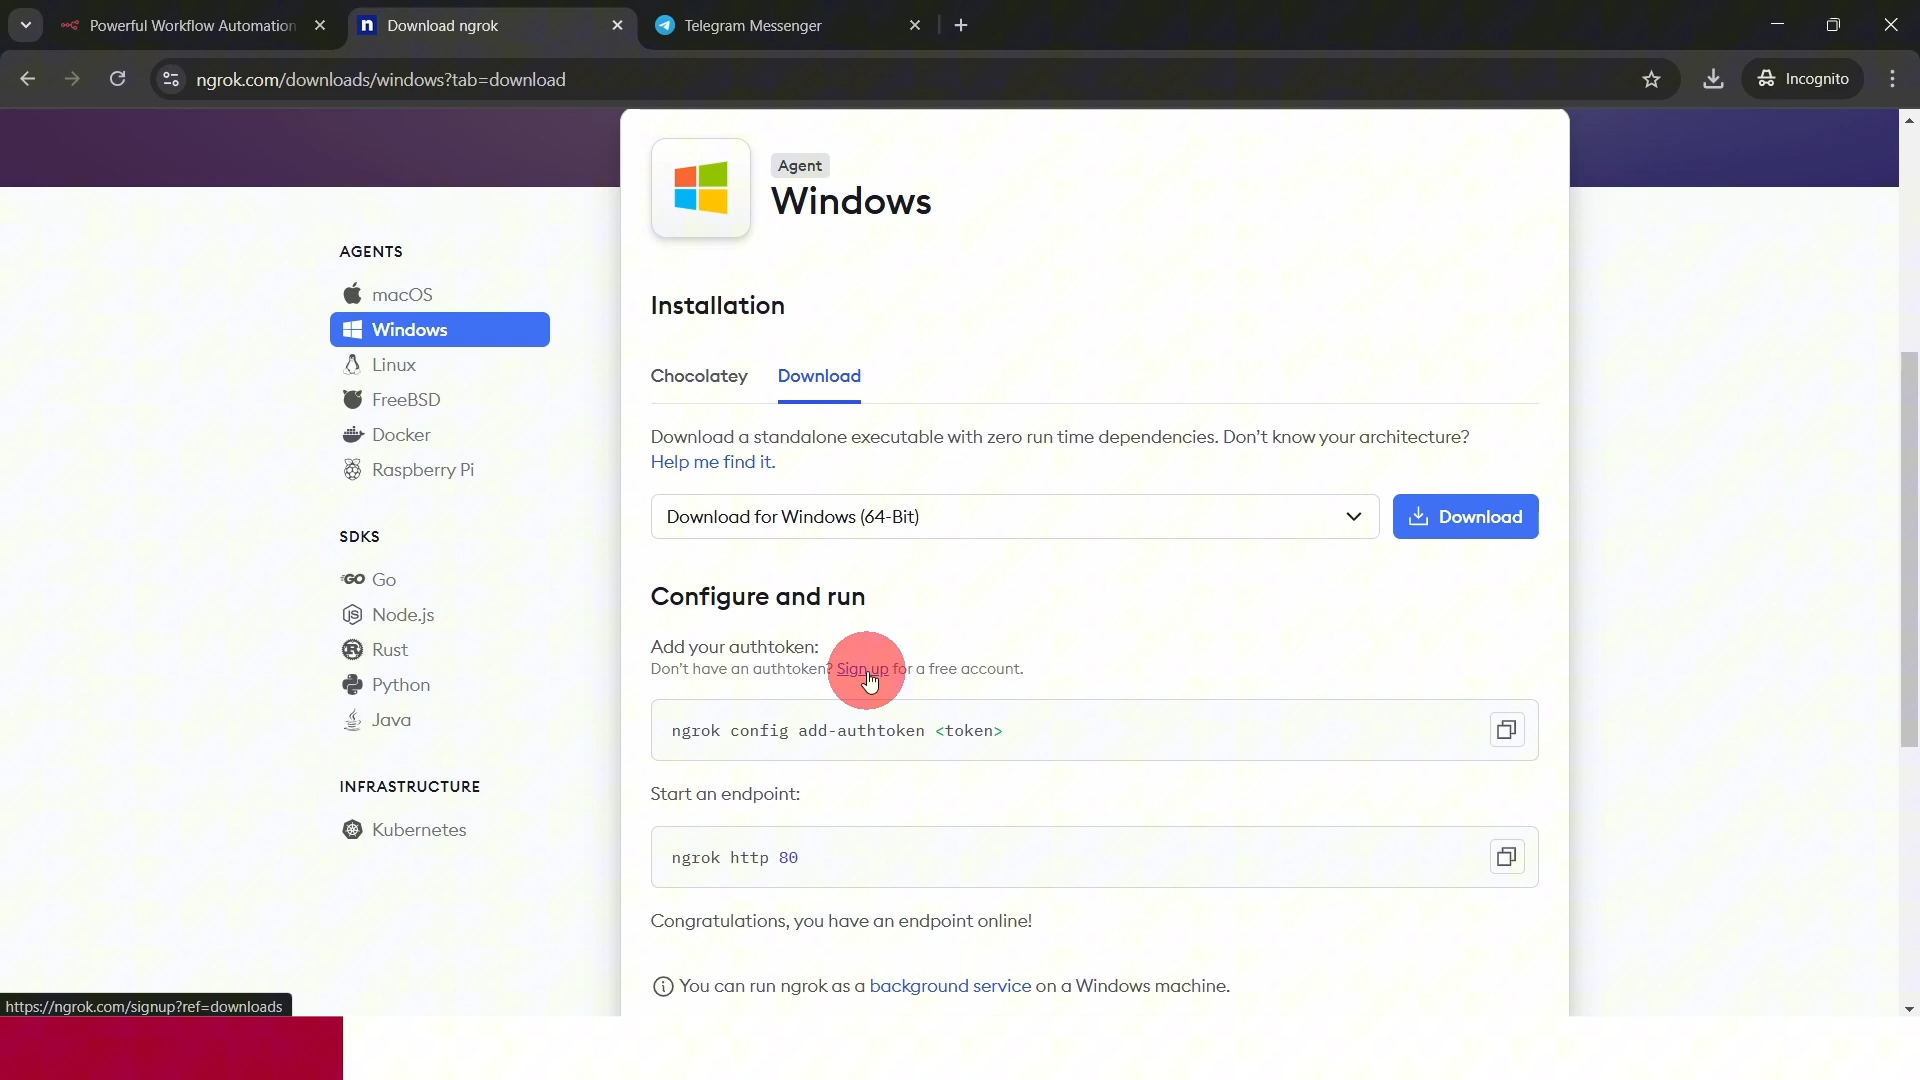 Powerful Workflow Automation
Download ngrok
Telegram Messenger
ngrok.com/downloads/windows?tab=download
Incognito
Agent
Windows
AGENTS
macOS
Windows
Linux
FreeBSD
Docker
Raspberry Pi
SDKS
GO Go
Node.js
Rust
Python
Java
INFRASTRUCTURE
Kubernetes
Installation
Chocolatey Download
Download a standalone executable with zero run time dependencies. Don't know your architecture?
Help me find it.
Download for Windows (64-Bit)
Download
Configure and run
Add your authtoken:
Don't have an authtoken? Sign up for a free account.
ngrok config add-authtoken <token>
Start an endpoint:
ngrok http 80
Congratulations, you have an endpoint online!
You can run ngrok as a background service on a Windows machine.
https://ngrok.com/signup?ref=downloads